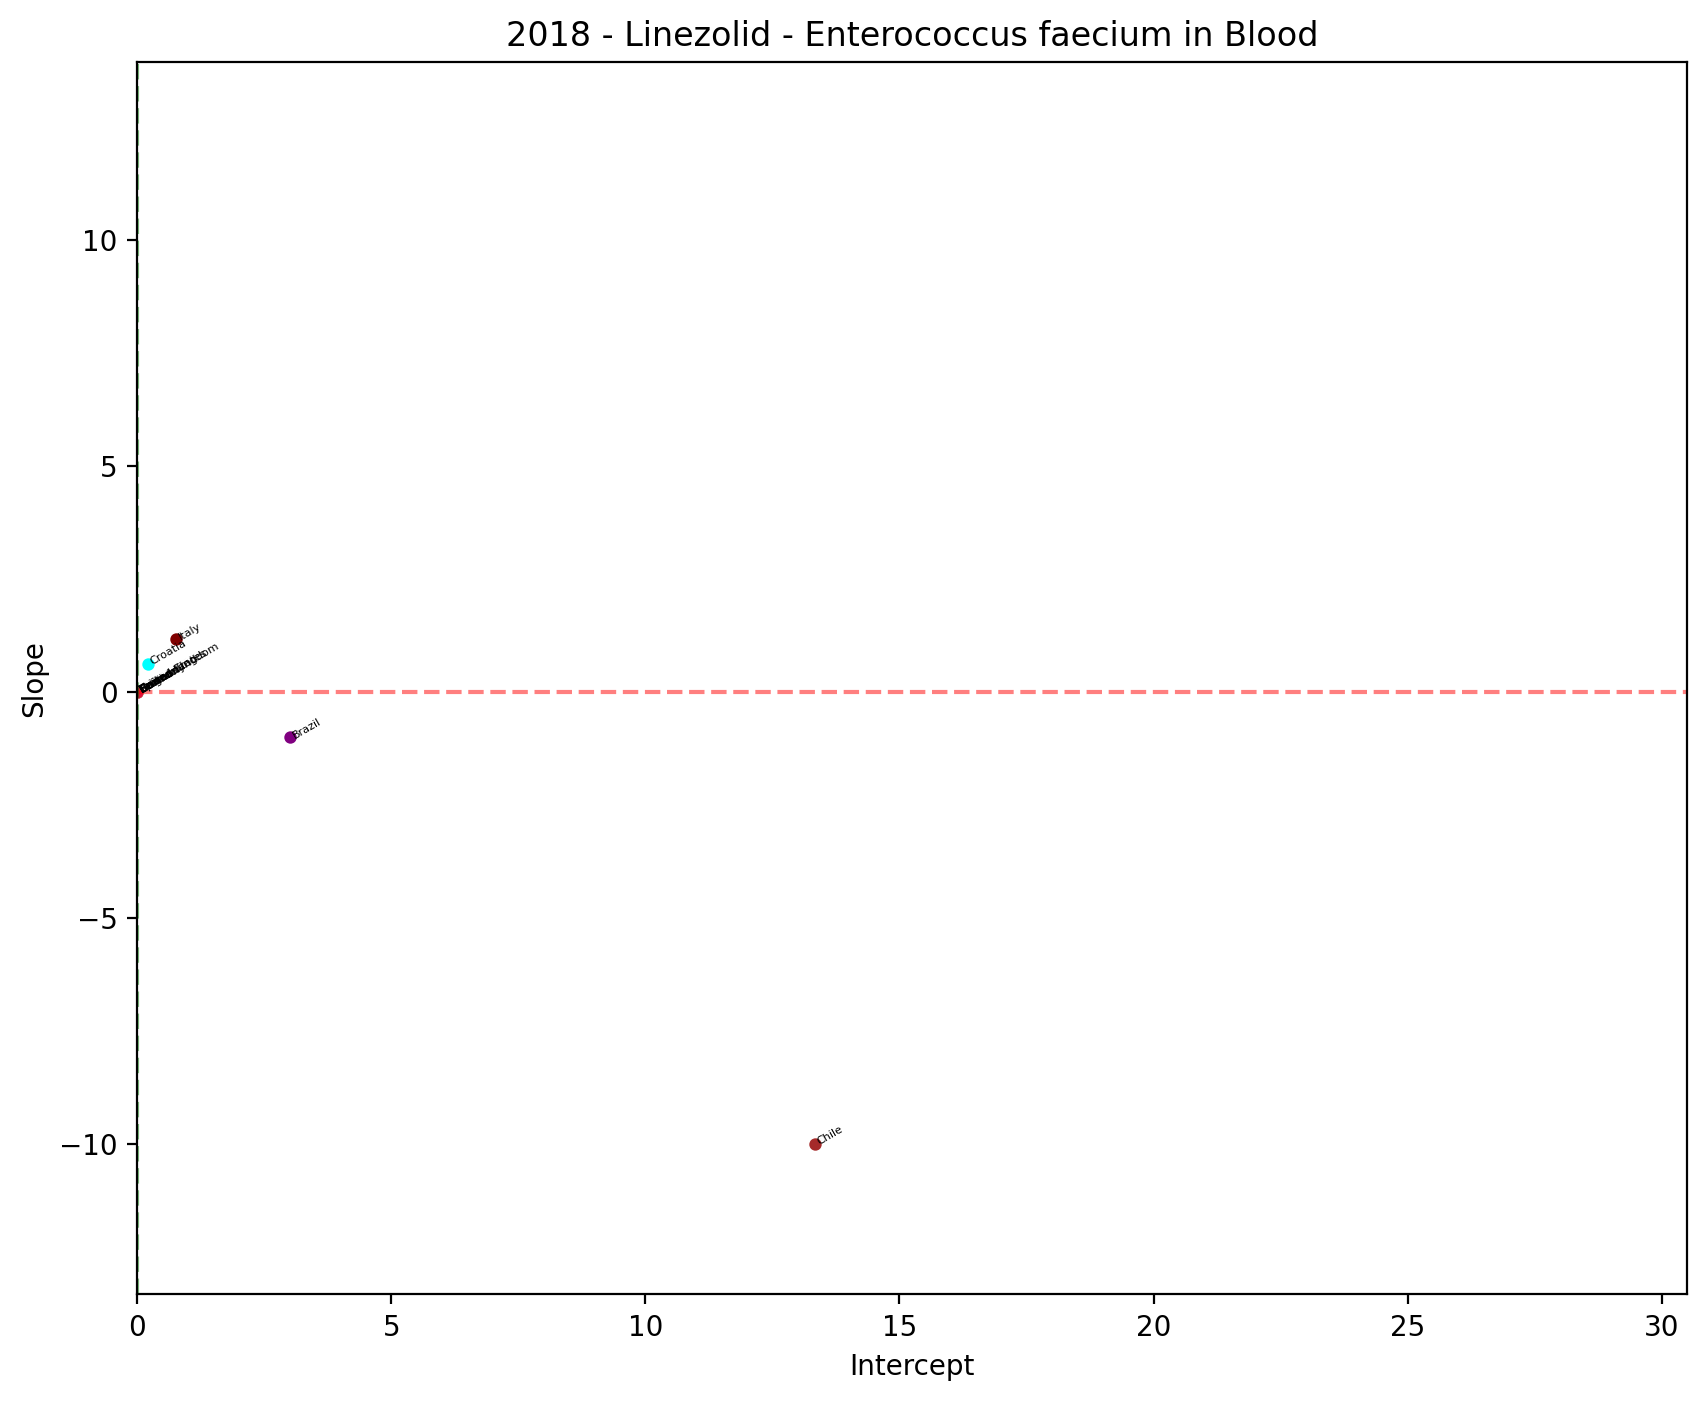 2018 - Linezolid - Enterococcus faecium in Blood
10
5
0
−5
−10
Slope
Italy
Croatia
Brazil
Chile
0
5
10
15
20
25
30
Intercept